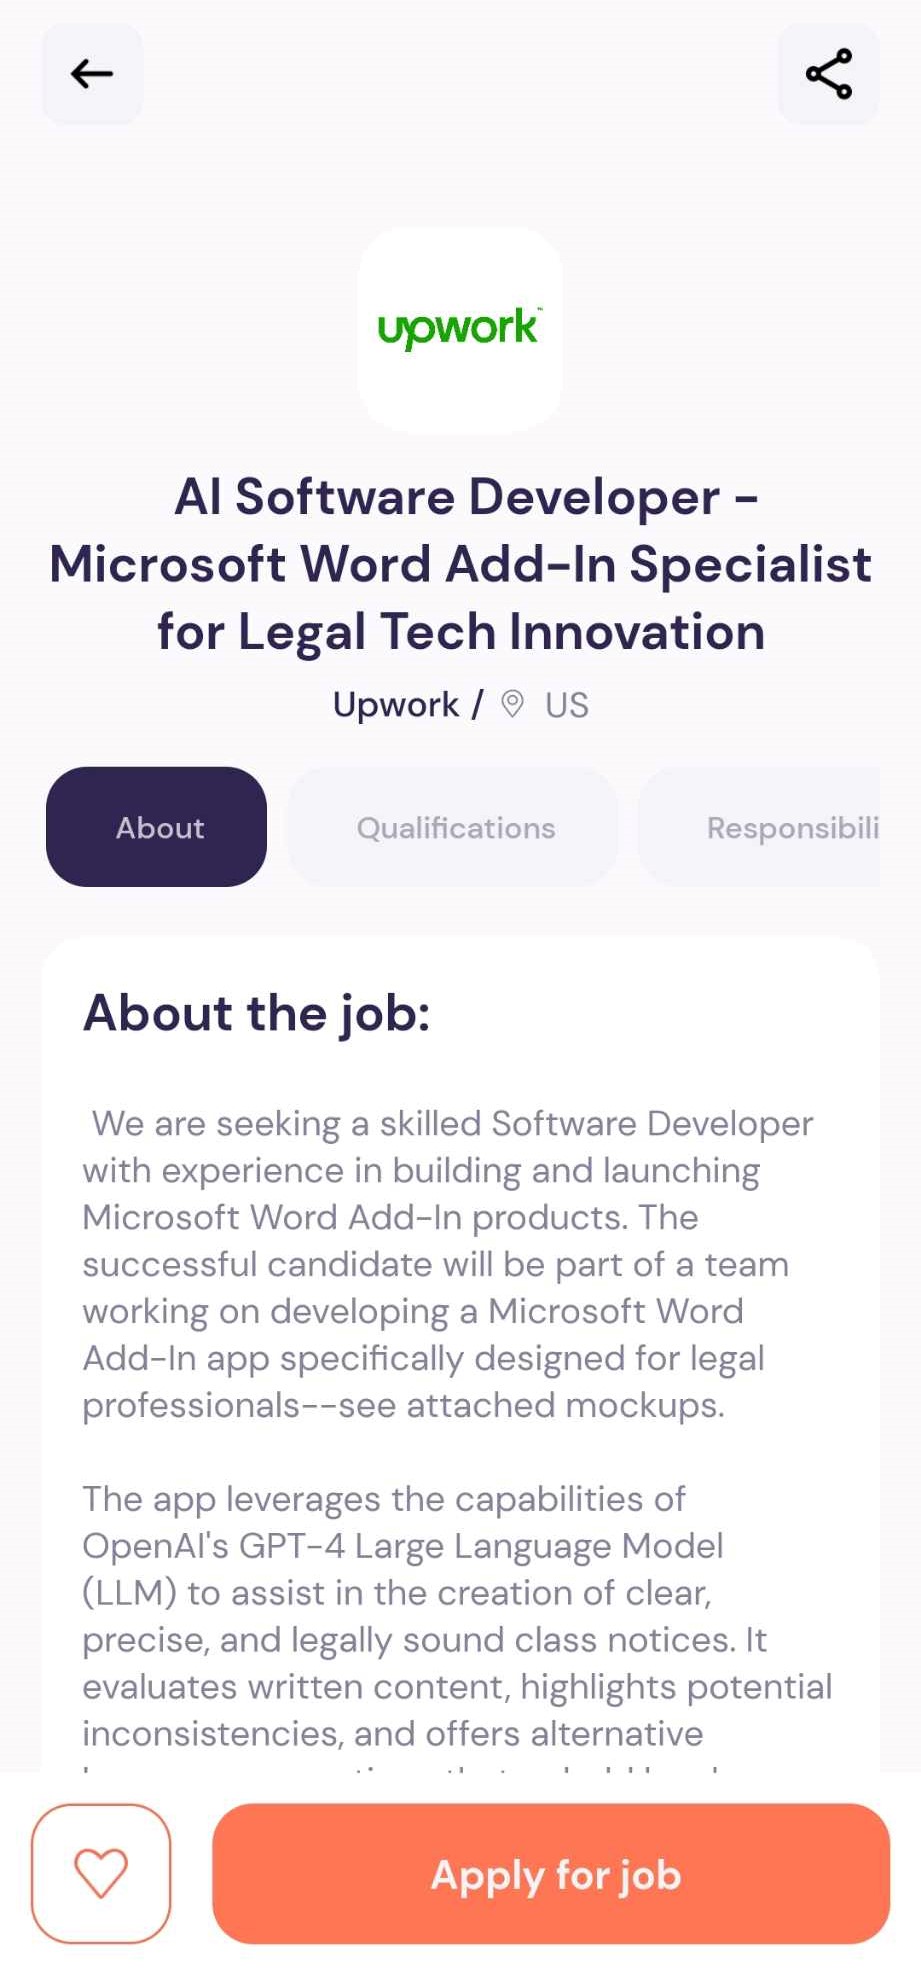 upwork™
AI Software Developer -
Microsoft Word Add-In Specialist
for Legal Tech Innovation
Upwork / US
About
Qualifications
Responsibili
About the job:
We are seeking a skilled Software Developer
with experience in building and launching
Microsoft Word Add-In products. The
successful candidate will be part of a team
working on developing a Microsoft Word
Add-In app specifically designed for legal
professionals--see attached mockups.
The app leverages the capabilities of
OpenAI's GPT-4 Large Language Model
(LLM) to assist in the creation of clear,
precise, and legally sound class notices. It
evaluates written content, highlights potential
inconsistencies, and offers alternative
Apply for job